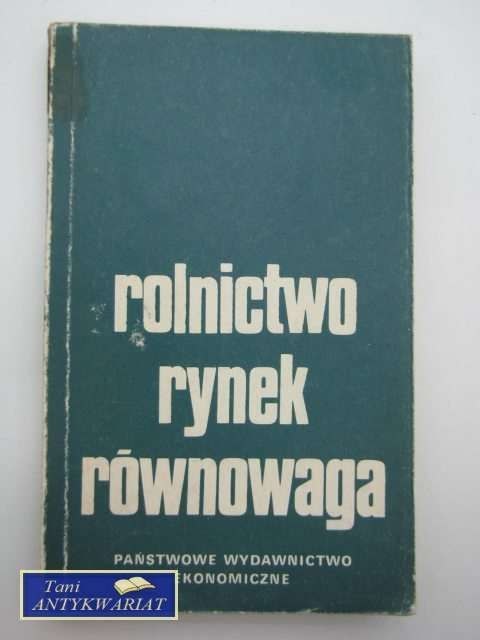 rolnictwo
rynek
równowaga
PAŃSTWOWE WYDAWNICTWO
EKONOMICZNE
Tani
ANTYKWARIAT